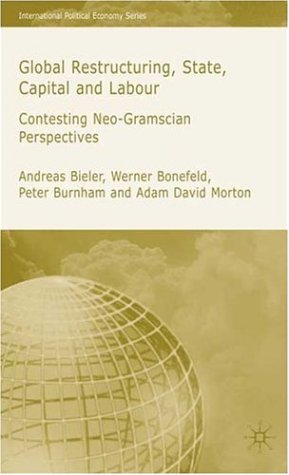 International Political Economy Series
Global Restructuring, State,
Capital and Labour
Contesting Neo-Gramscian
Perspectives
Andreas Bieler, Werner Bonefeld,
Peter Burnham and Adam David Morton